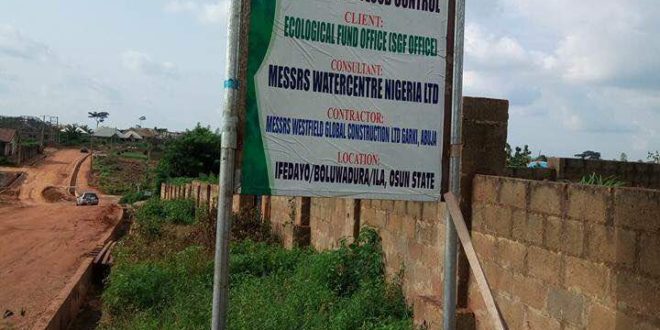 FLOOD CONTROL
CLIENT:
ECOLOGICAL FUND OFFICE (SGF OFFICE)
CONSULTANT:
MESSRS WATERCENTRE NIGERIA LTD
CONTRACTOR:
MESSRS WESTFIELD GLOBAL CONSTRUCTION LTD GARKI, ABUJA
LOCATION:
IFEDAYO/BOLUWADURA/ILA, OSUN STATE